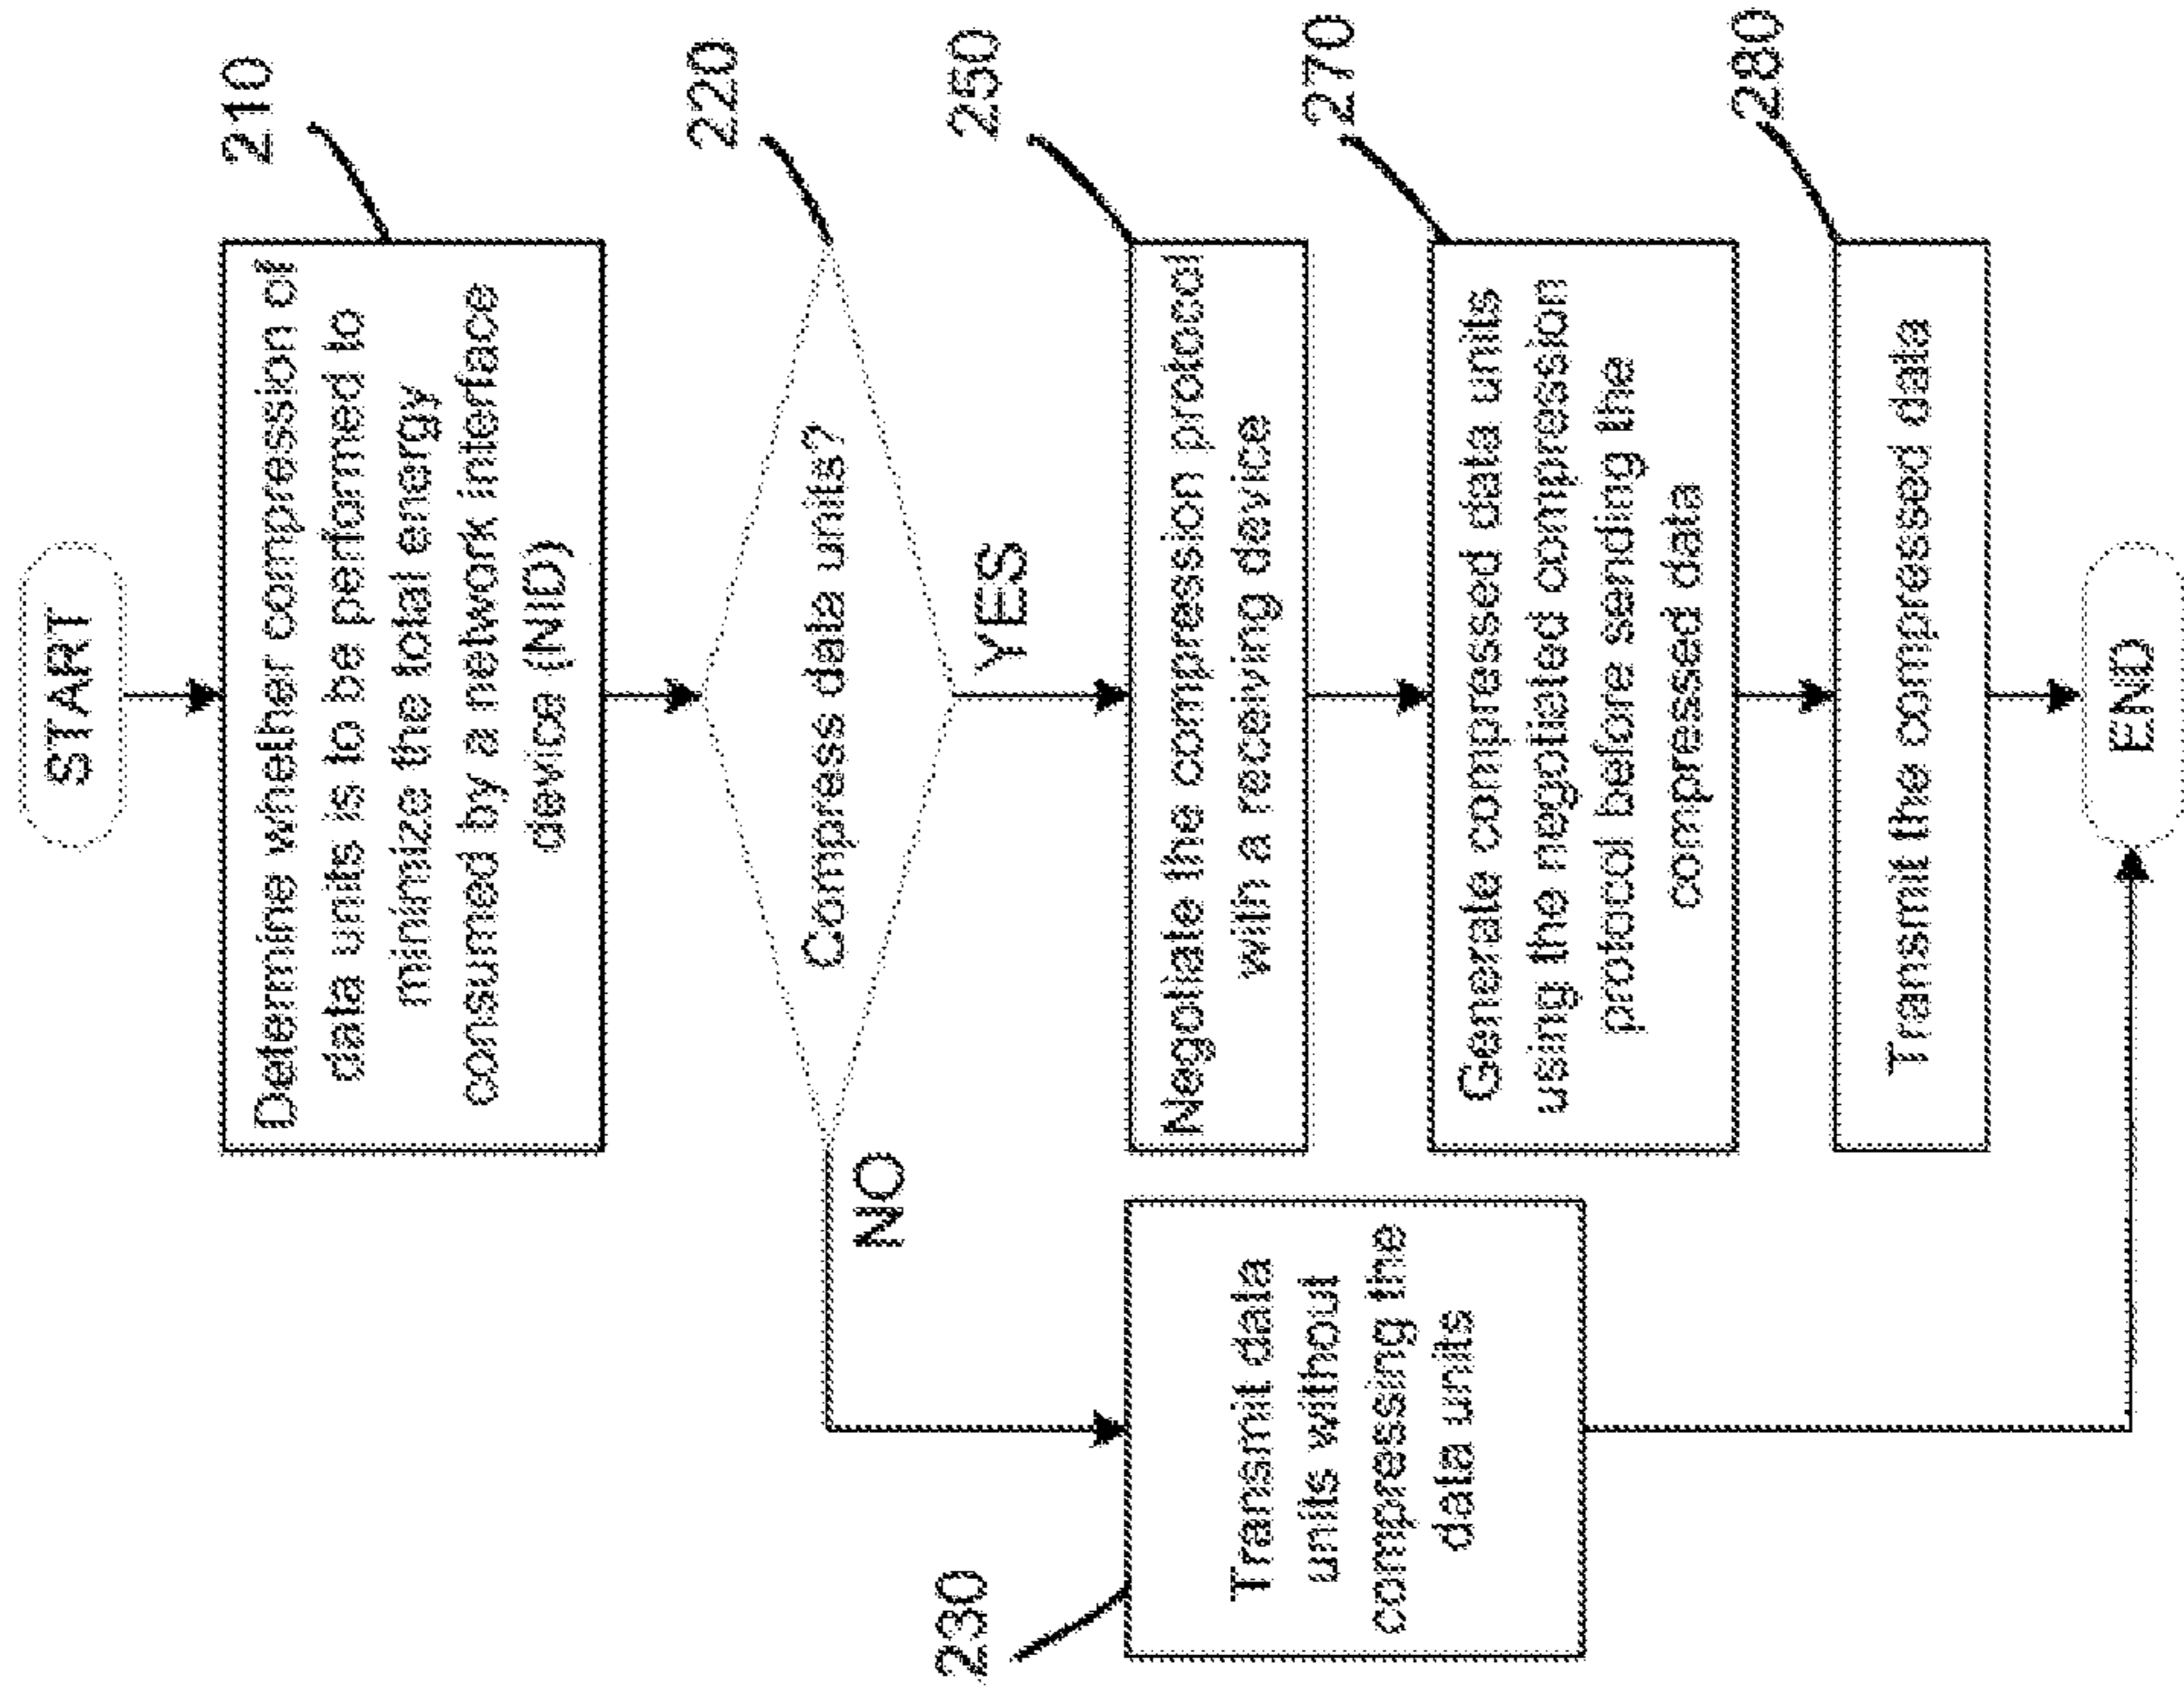 START
210
Determine whether compression of
data units is to be performed to
minimize the total energy
consumed by a network interface
device (NID)
220
Compress data units?
NO
YES
230
Transmit data
units without
compressing the
data units
250
Negotiate the compression protocol
with a receiving device
270
Generate compressed data units
using the negotiated compression
protocol before sending the
compressed data
280
Transmit the compressed data
END